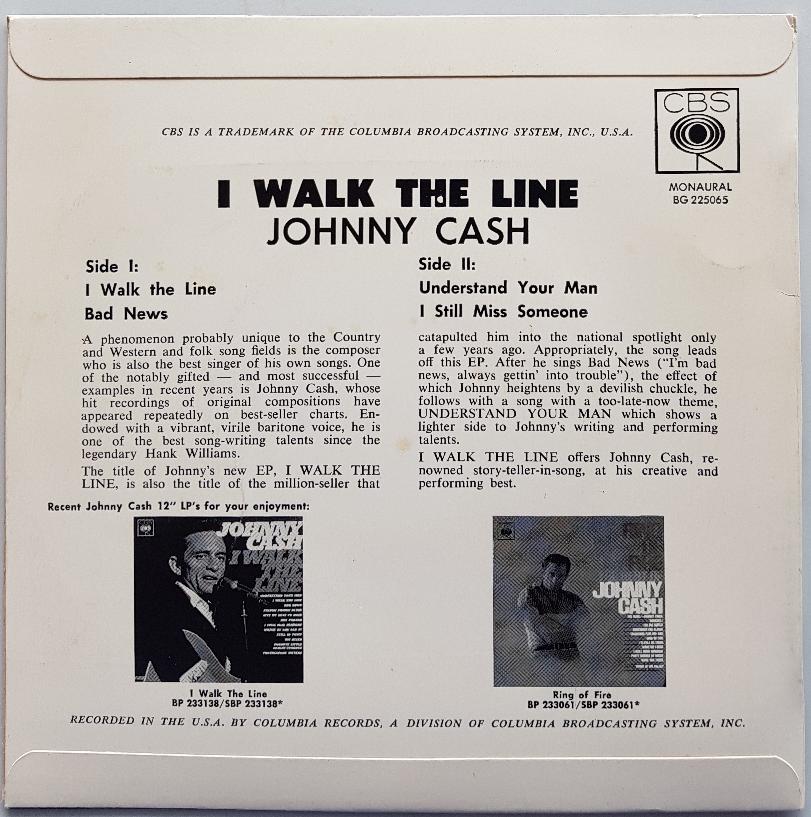 CBS IS A TRADEMARK OF THE COLUMBIA BROADCASTING SYSTEM, INC., U.S.A.
CBS
MONAURAL
BG 225065
I WALK THE LINE
JOHNNY CASH
Side I:
I Walk the Line
Bad News
A phenomenon probably unique to the Country
and Western and folk song fields is the composer
who is also the best singer of his own songs. One
of the notably gifted — and most successful —
examples in recent years is Johnny Cash, whose
hit recordings of original compositions have
appeared repeatedly on best-seller charts. En-
dowed with a vibrant, virile baritone voice, he is
one of the best song-writing talents since the
legendary Hank Williams.
The title of Johnny's new EP, I WALK THE
LINE, is also the title of the million-seller that
Side II:
Understand Your Man
I Still Miss Someone
catapulted him into the national spotlight only
a few years ago. Appropriately, the song leads
off this EP. After he sings Bad News ("I'm bad
news, always gettin' into trouble"), the effect of
which Johnny heightens by a devilish chuckle, he
follows with a song with a too-late-now theme,
UNDERSTAND YOUR MAN which shows a
lighter side to Johnny's writing and performing
talents.
I WALK THE LINE offers Johnny Cash, re-
nowned story-teller-in-song, at his creative and
performing best.
Recent Johnny Cash 12" LP's for your enjoyment:
JOHNNY
CASH
I WALK
THE
LINE
I Walk The Line
BP 233138/SBP 233138*
JOHNNY
CASH
Ring of Fire
BP 233061/SBP 233061*
RECORDED IN THE U.S.A. BY COLUMBIA RECORDS, A DIVISION OF COLUMBIA BROADCASTING SYSTEM, INC.